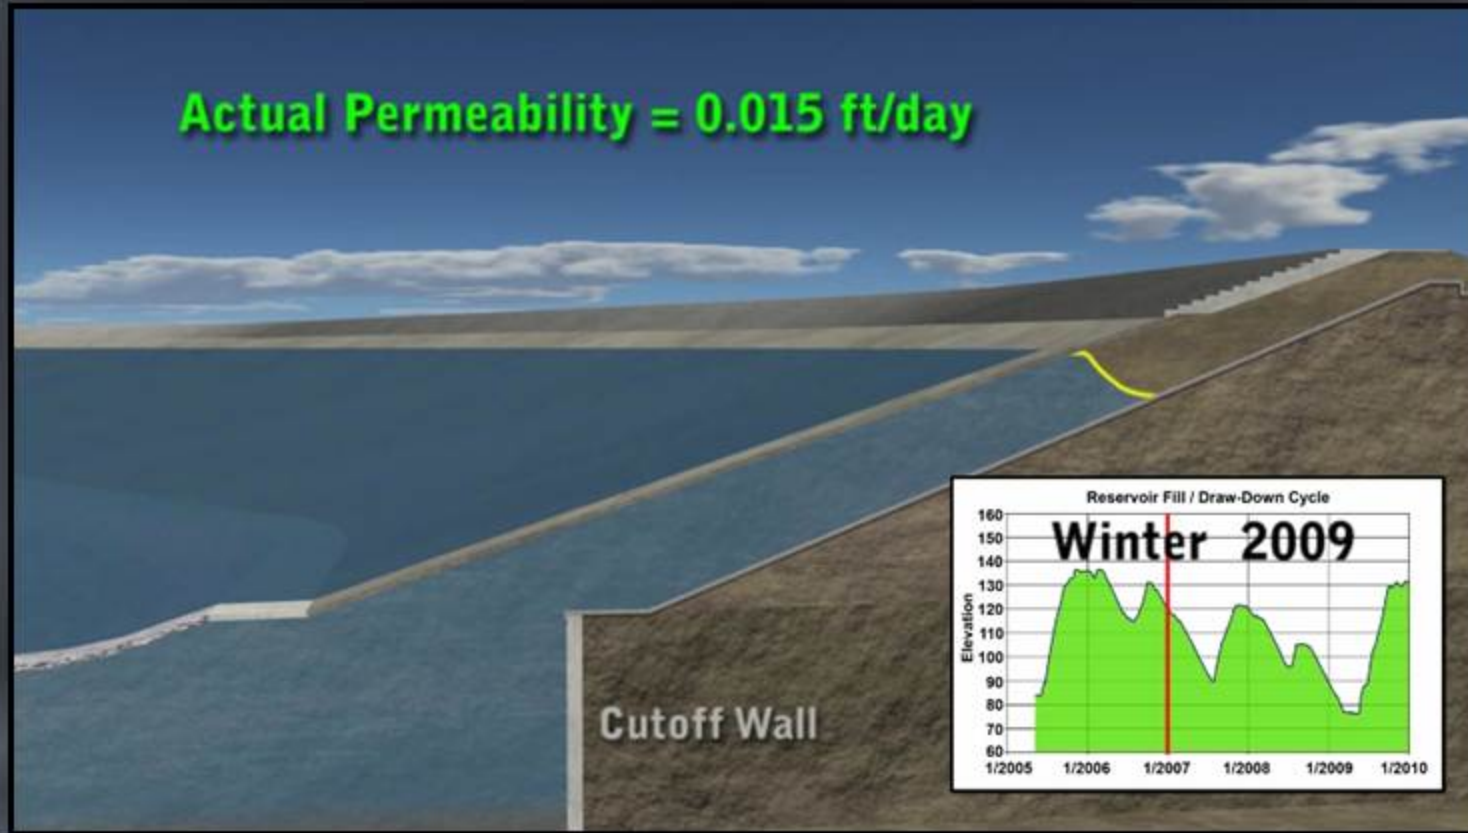 Actual Permeability = 0.015 ft/day
Cutoff Wall
Reservoir Fill / Draw-Down Cycle
Winter 2009
Elevation
160
150
140
130
120
110
100
90
80
70
60
1/2005 1/2006 1/2007 1/2008 1/2009 1/2010